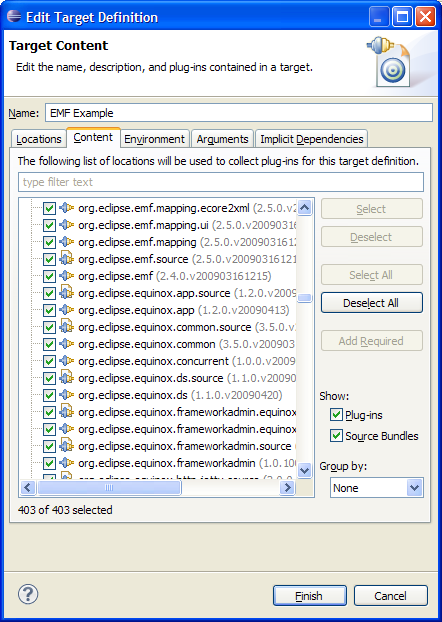 Edit Target Definition
Target Content
Edit the name, description, and plug-ins contained in a target.
Name: EMF Example
Locations Content Environment Arguments Implicit Dependencies
The following list of locations will be used to collect plug-ins for this target definition.
type filter text
org.eclipse.emf.mapping.ecore2xml (2.5.0.v2
org.eclipse.emf.mapping.ui (2.5.0.v20090316
org.eclipse.emf.mapping (2.5.0.v2009031612
org.eclipse.emf.source (2.4.0.v20090316121
org.eclipse.emf (2.4.0.v200903161215)
org.eclipse.equinox.app.source (1.2.0.v2009
org.eclipse.equinox.app (1.2.0.v20090413)
org.eclipse.equinox.common.source (3.5.0.v
org.eclipse.equinox.common (3.5.0.v200903
org.eclipse.equinox.concurrent (1.0.0.v2009
org.eclipse.equinox.ds.source (1.1.0.v20090
org.eclipse.equinox.ds (1.1.0.v20090420)
org.eclipse.equinox.frameworkadmin.equinox
org.eclipse.equinox.frameworkadmin.equino
org.eclipse.equinox.frameworkadmin.source
org.eclipse.equinox.frameworkadmin (1.0.10
Select
Deselect
Select All
Deselect All
Add Required
Show:
Plug-ins
Source Bundles
Group by:
None
403 of 403 selected
Finish
Cancel